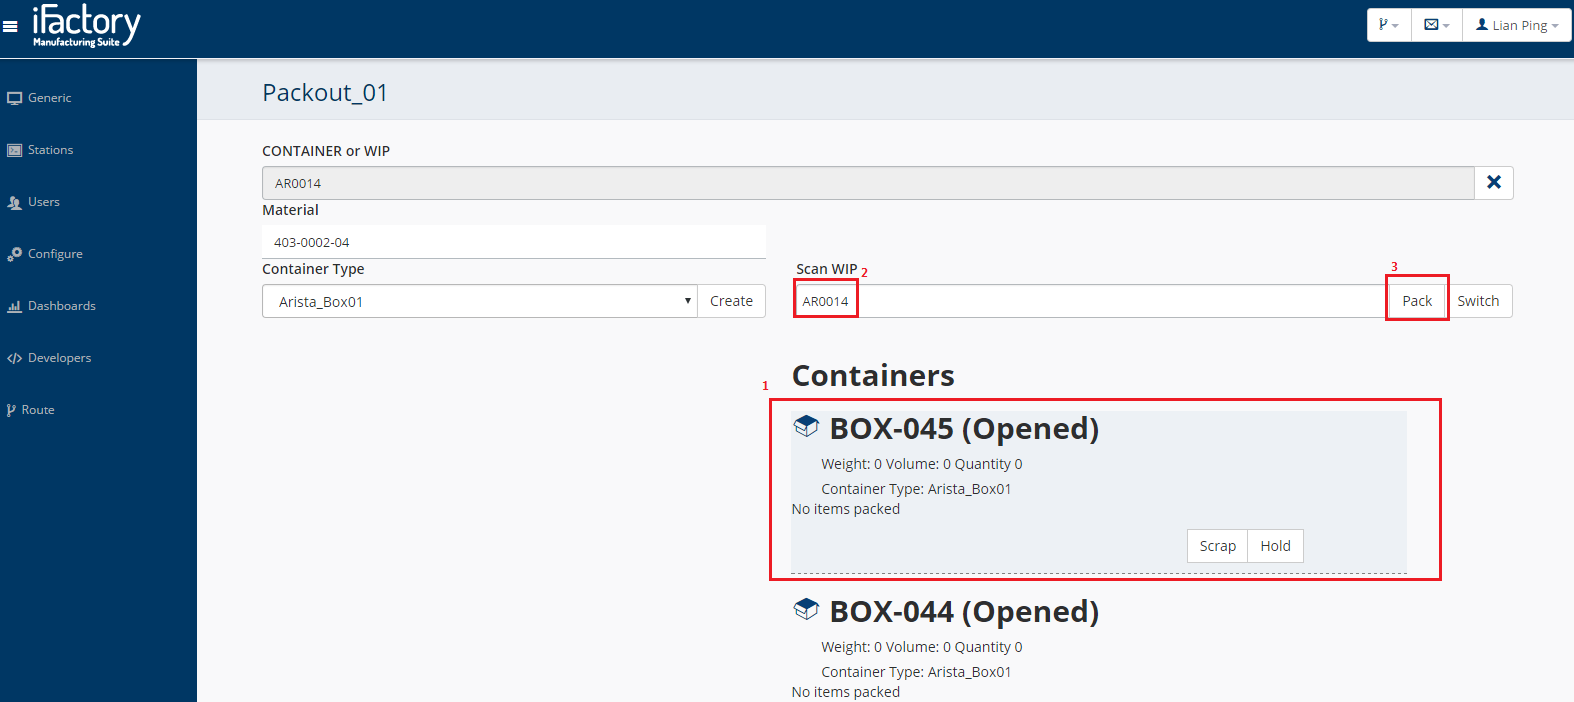 iFactory
Manufacturing Suite
Lian Ping
Generic
Stations
Users
Configure
Dashboards
Developers
Route
Packout_01
CONTAINER or WIP
AR0014
Material
403-0002-04
Container Type
Arista_Box01
Create
Scan WIP 2
AR0014
3
Pack
Switch
Containers
1
BOX-045 (Opened)
Weight: 0 Volume: 0 Quantity 0
Container Type: Arista_Box01
No items packed
Scrap
Hold
BOX-044 (Opened)
Weight: 0 Volume: 0 Quantity 0
Container Type: Arista_Box01
No items packed